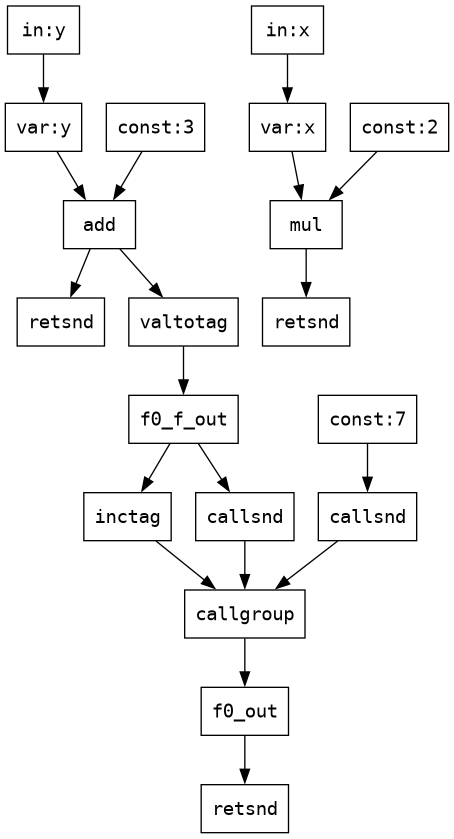 in:y
in:x
var:y
const:3
var:x
const:2
add
mul
retsnd
valtotag
retsnd
f0_f_out
const:7
inctag
callsnd
callsnd
callgroup
f0_out
retsnd